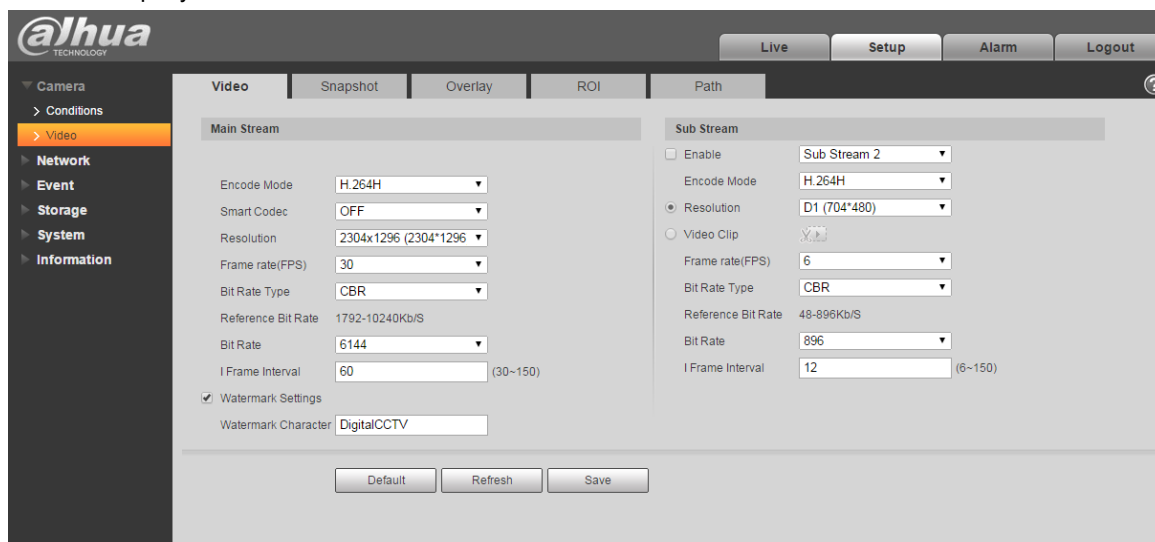 alhua
TECHNOLOGY
Live
Setup
Alarm
Logout
Camera
Conditions
Video
Network
Event
Storage
System
Information
Video
Snapshot
Overlay
ROI
Path
?
Main Stream
Encode Mode H.264H
Smart Codec OFF
Resolution 2304x1296 (2304*1296
Frame rate(FPS) 30
Bit Rate Type CBR
Reference Bit Rate 1792-10240Kb/S
Bit Rate 6144
I Frame Interval 60 (30~150)
Watermark Settings
Watermark Character DigitalCCTV
Sub Stream
Enable Sub Stream 2
Encode Mode H.264H
Resolution D1 (704*480)
Video Clip
Frame rate(FPS) 6
Bit Rate Type CBR
Reference Bit Rate 48-896Kb/S
Bit Rate 896
I Frame Interval 12 (6~150)
Default
Refresh
Save